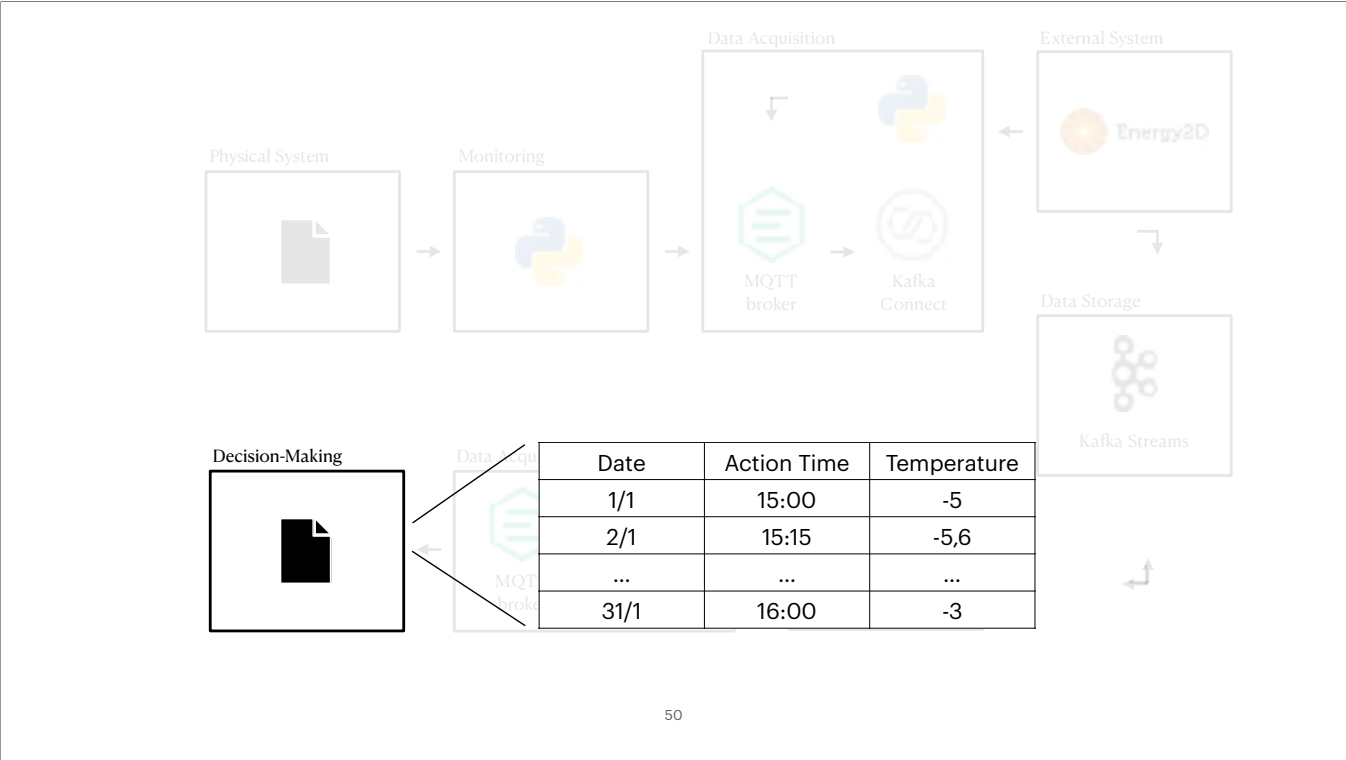 Data Acquisition
External System
Energy2D
Physical System
Monitoring
MQTT
broker
Kafka
Connect
Data Storage
Kafka Streams
Decision-Making
Date Action Time Temperature
1/1 15:00 -5
2/1 15:15 -5,6
... ... ...
31/1 16:00 -3
50